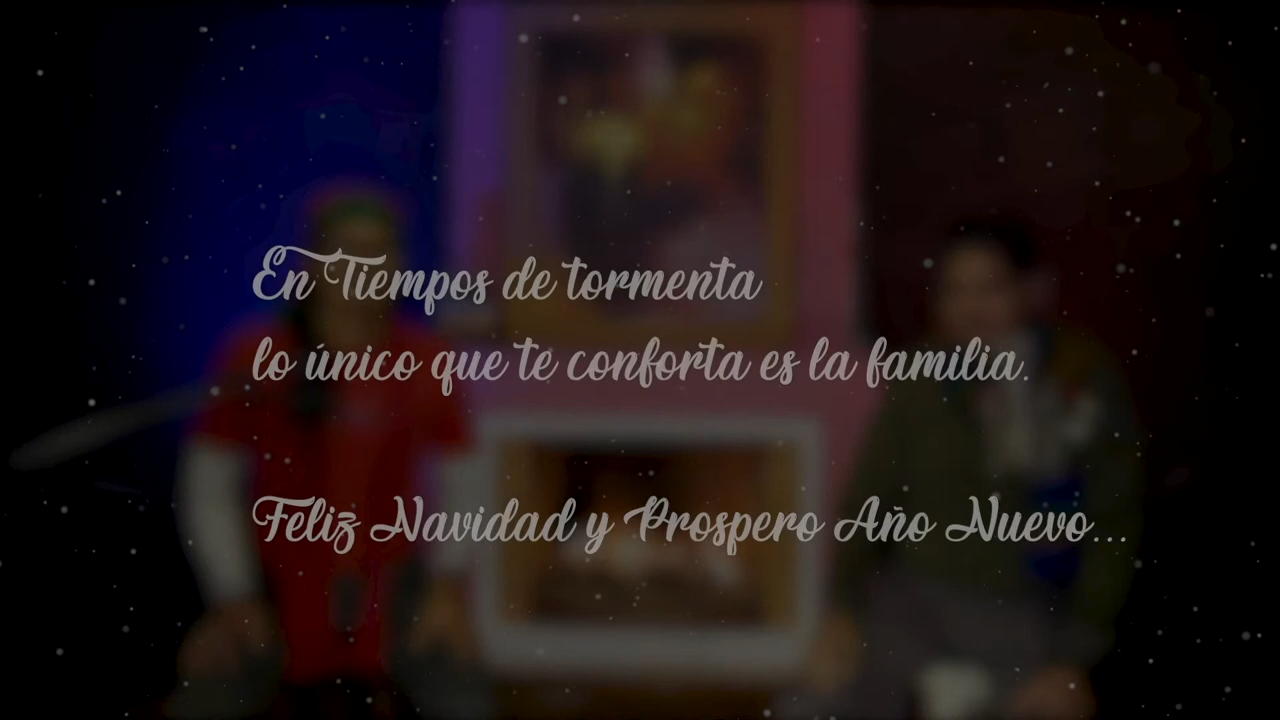 En Tiempos de tormenta
lo único que te conforta es la familia.
Feliz Navidad y Prospero Año Nuevo...